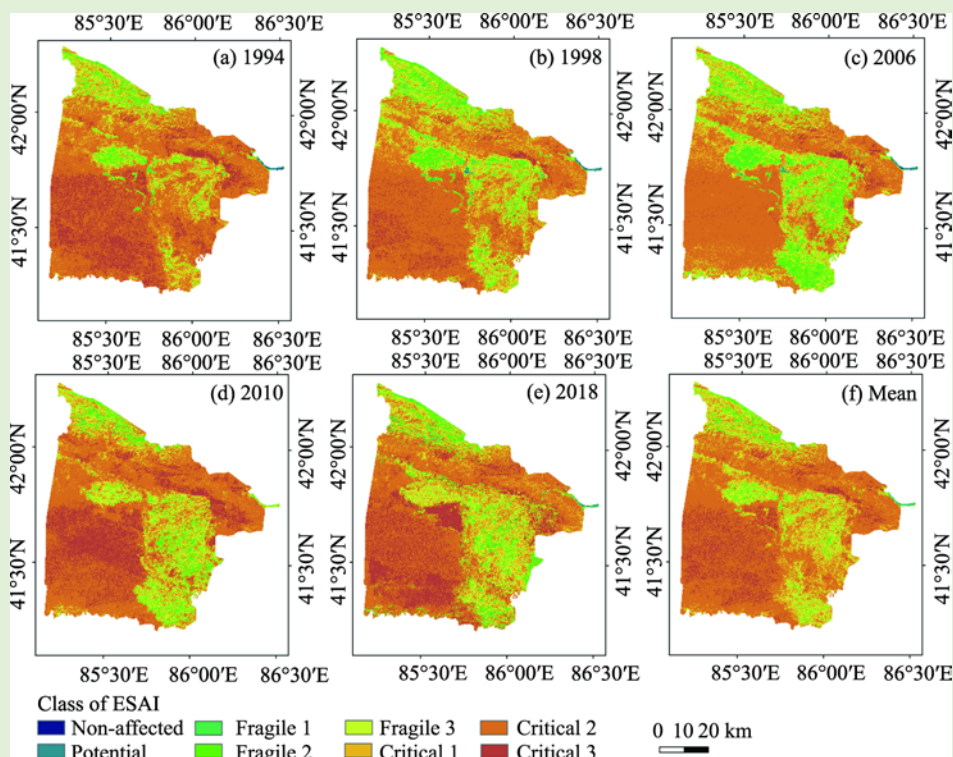 85°30′E 86°00′E 86°30′E 85°30′E 86°00′E 86°30′E 85°30′E 86°00′E 86°30′E
(a) 1994 (b) 1998 (c) 2006
42°00′N 42°00′N 42°00′N 42°00′N
41°30′N 41°30′N 41°30′N 41°30′N
85°30′E 86°00′E 86°30′E 85°30′E 86°00′E 86°30′E 85°30′E 86°00′E 86°30′E
85°30′E 86°00′E 86°30′E 85°30′E 86°00′E 86°30′E 85°30′E 86°00′E 86°30′E
(d) 2010 (e) 2018 (f) Mean
42°00′N 42°00′N 42°00′N 42°00′N
41°30′N 41°30′N 41°30′N 41°30′N
85°30′E 86°00′E 86°30′E 85°30′E 86°00′E 86°30′E 85°30′E 86°00′E 86°30′E
Class of ESAI
Non-affected Fragile 1 Fragile 3 Critical 2 0 10 20 km
Potential Fragile 2 Critical 1 Critical 3